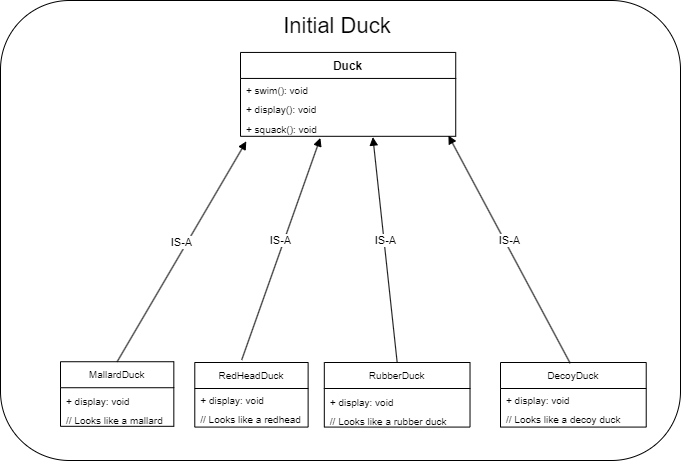 Initial Duck
Duck
+ swim(): void
+ display(): void
+ squack(): void
IS-A
IS-A
IS-A
IS-A
MallardDuck
+ display: void
// Looks like a mallard
RedHeadDuck
+ display: void
// Looks like a redhead
RubberDuck
+ display: void
// Looks like a rubber duck
DecoyDuck
+ display: void
// Looks like a decoy duck